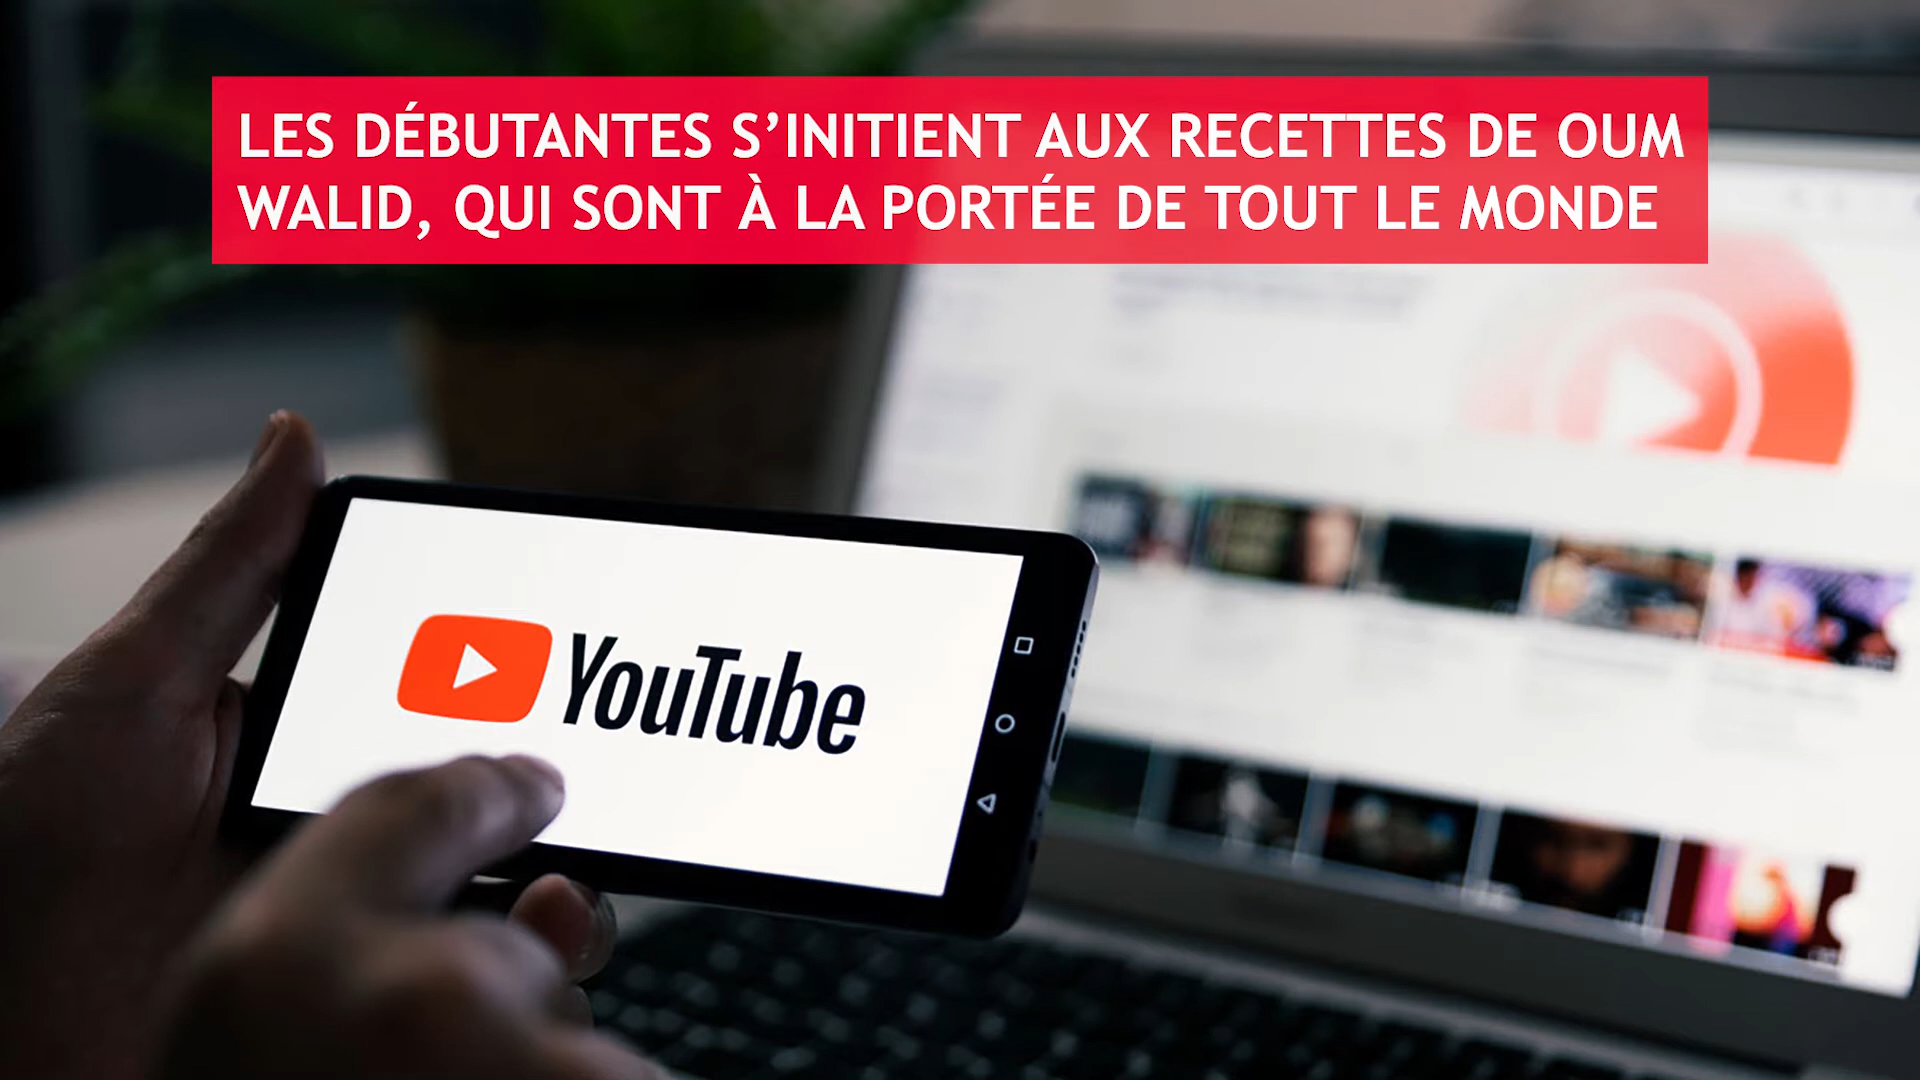 LES DÉBUTANTES S’INITIENT AUX RECETTES DE OUM
WALID, QUI SONT À LA PORTÉE DE TOUT LE MONDE
YouTube